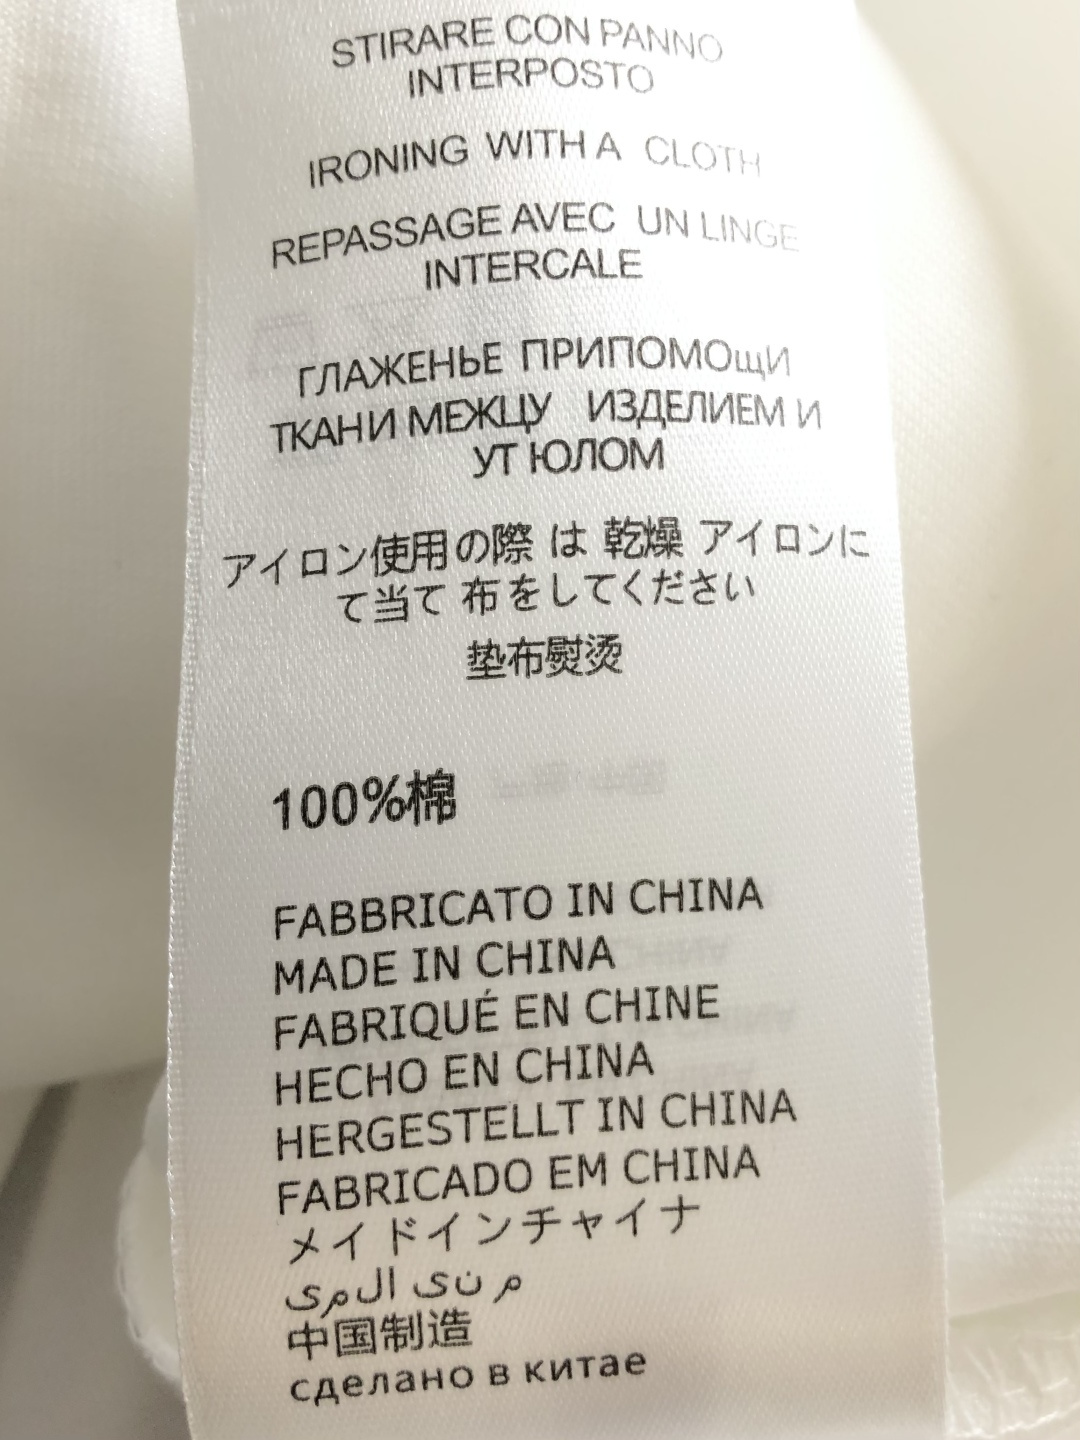 STIRARE CON PANNO
INTERPOSTO
IRONING WITH A CLOTH
REPASSAGE AVEC UN LINGE
INTERCALE
ГЛАЖЕНЬЕ ПРИПОМОщИ
ТКАНИ МЕЖЦУ ИЗДЕЛИЕМ И
УТ ЮЛОМ
アイロン使用の際 は 乾燥 アイロンに
て当て 布をしてください
垫布熨烫
100%棉
FABBRICATO IN CHINA
MADE IN CHINA
FABRIQUÉ EN CHINE
HECHO EN CHINA
HERGESTELLT IN CHINA
FABRICADO EM CHINA
メイドインチャイナ
م نى المى
中国制造
сделано в китае